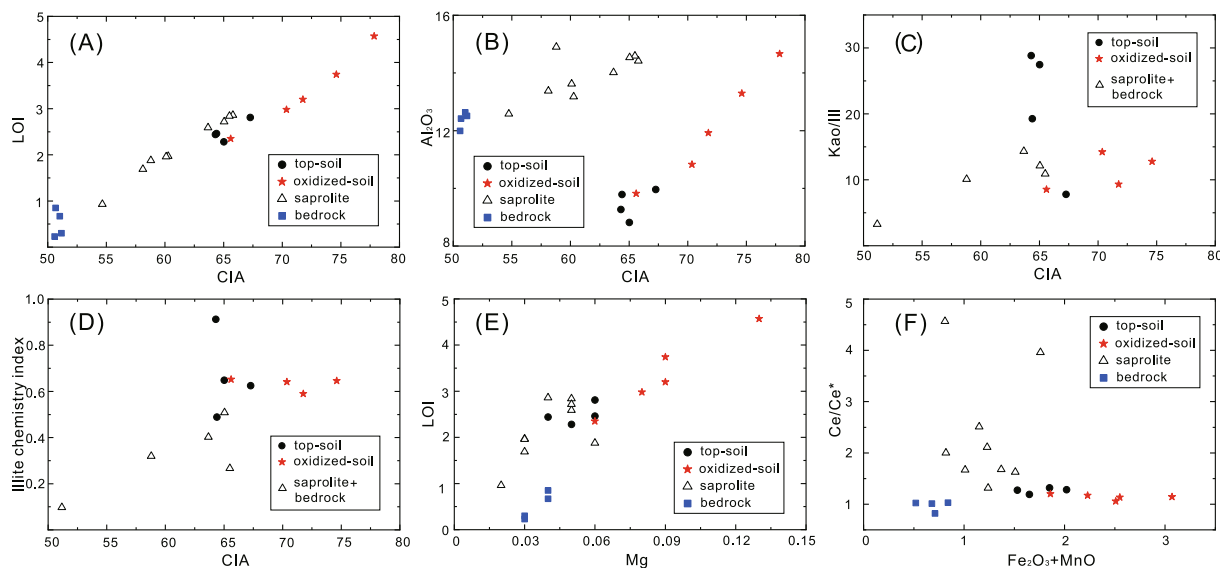 (A)
5
4
3
2
1
0
LOI
50 55 60 65 70 75 80
CIA
top-soil
oxidized-soil
saprolite
bedrock
(B)
16
12
8
Al₂O₃
50 55 60 65 70 75 80
CIA
top-soil
oxidized-soil
saprolite
bedrock
(C)
30
20
10
0
Kao/Ill
50 55 60 65 70 75 80
CIA
top-soil
oxidized-soil
saprolite+
bedrock
(D)
1.0
0.8
0.6
0.4
0.2
Illite chemistry index
50 55 60 65 70 75 80
CIA
top-soil
oxidized-soil
saprolite+
bedrock
(E)
5
4
3
2
1
0
LOI
0 0.03 0.06 0.09 0.12 0.15
Mg
top-soil
oxidized-soil
saprolite
bedrock
(F)
5
4
3
2
1
0
Ce/Ce*
1 2 3
Fe₂O₃+MnO
top-soil
oxidized-soil
saprolite
bedrock